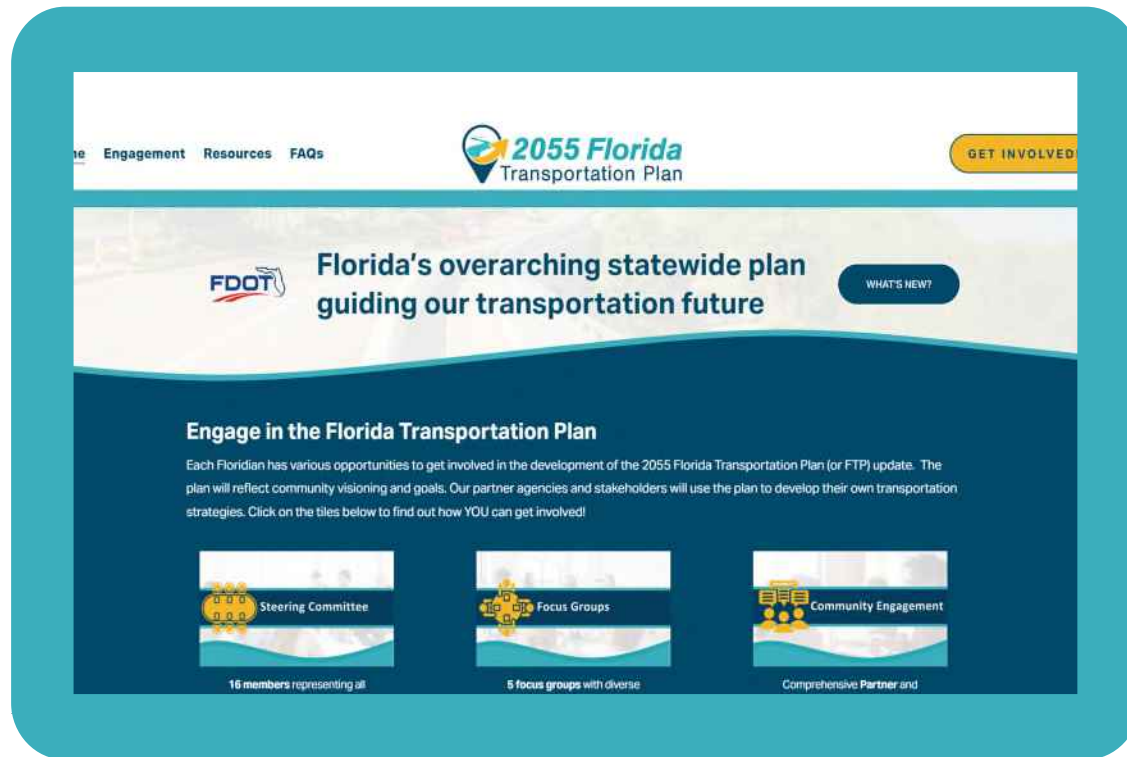 Engagement Resources FAQs
2055 Florida
Transportation Plan
GET INVOLVED!
FDOT
Florida's overarching statewide plan
guiding our transportation future
WHAT'S NEW?
Engage in the Florida Transportation Plan
Each Floridian has various opportunities to get involved in the development of the 2055 Florida Transportation Plan (or FTP) update. The
plan will reflect community visioning and goals. Our partner agencies and stakeholders will use the plan to develop their own transportation
strategies. Click on the tiles below to find out how YOU can get involved!
Steering Committee
Focus Groups
Community Engagement
16 members representing all
5 focus groups with diverse
Comprehensive Partner and